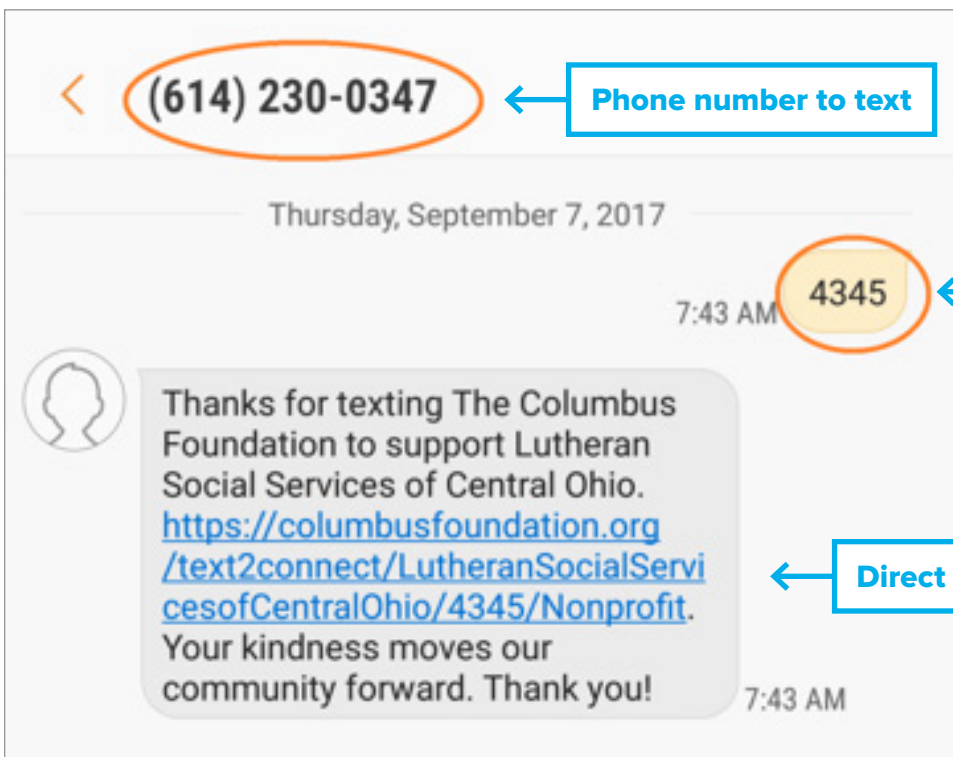 (614) 230-0347
Phone number to text
Thursday, September 7, 2017
4345
7:43 AM
Thanks for texting The Columbus
Foundation to support Lutheran
Social Services of Central Ohio.
https://columbusfoundation.org
/text2connect/LutheranSocialServi
cesofCentralOhio/4345/Nonprofit.
Your kindness moves our
community forward. Thank you!
7:43 AM
Direct